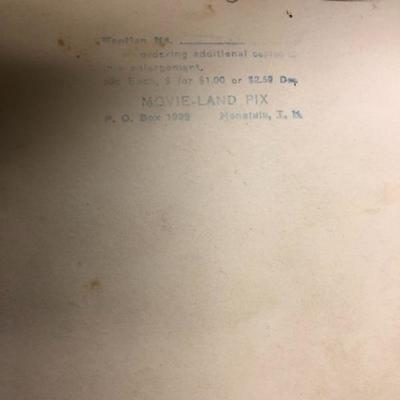 Mention No.
ordering additional copies
enlargement.
Each, 3 for $1.00 or $2.50 Doz.
MOVIE-LAND PIX
P. O. Box 1929 Honolulu, T. H.